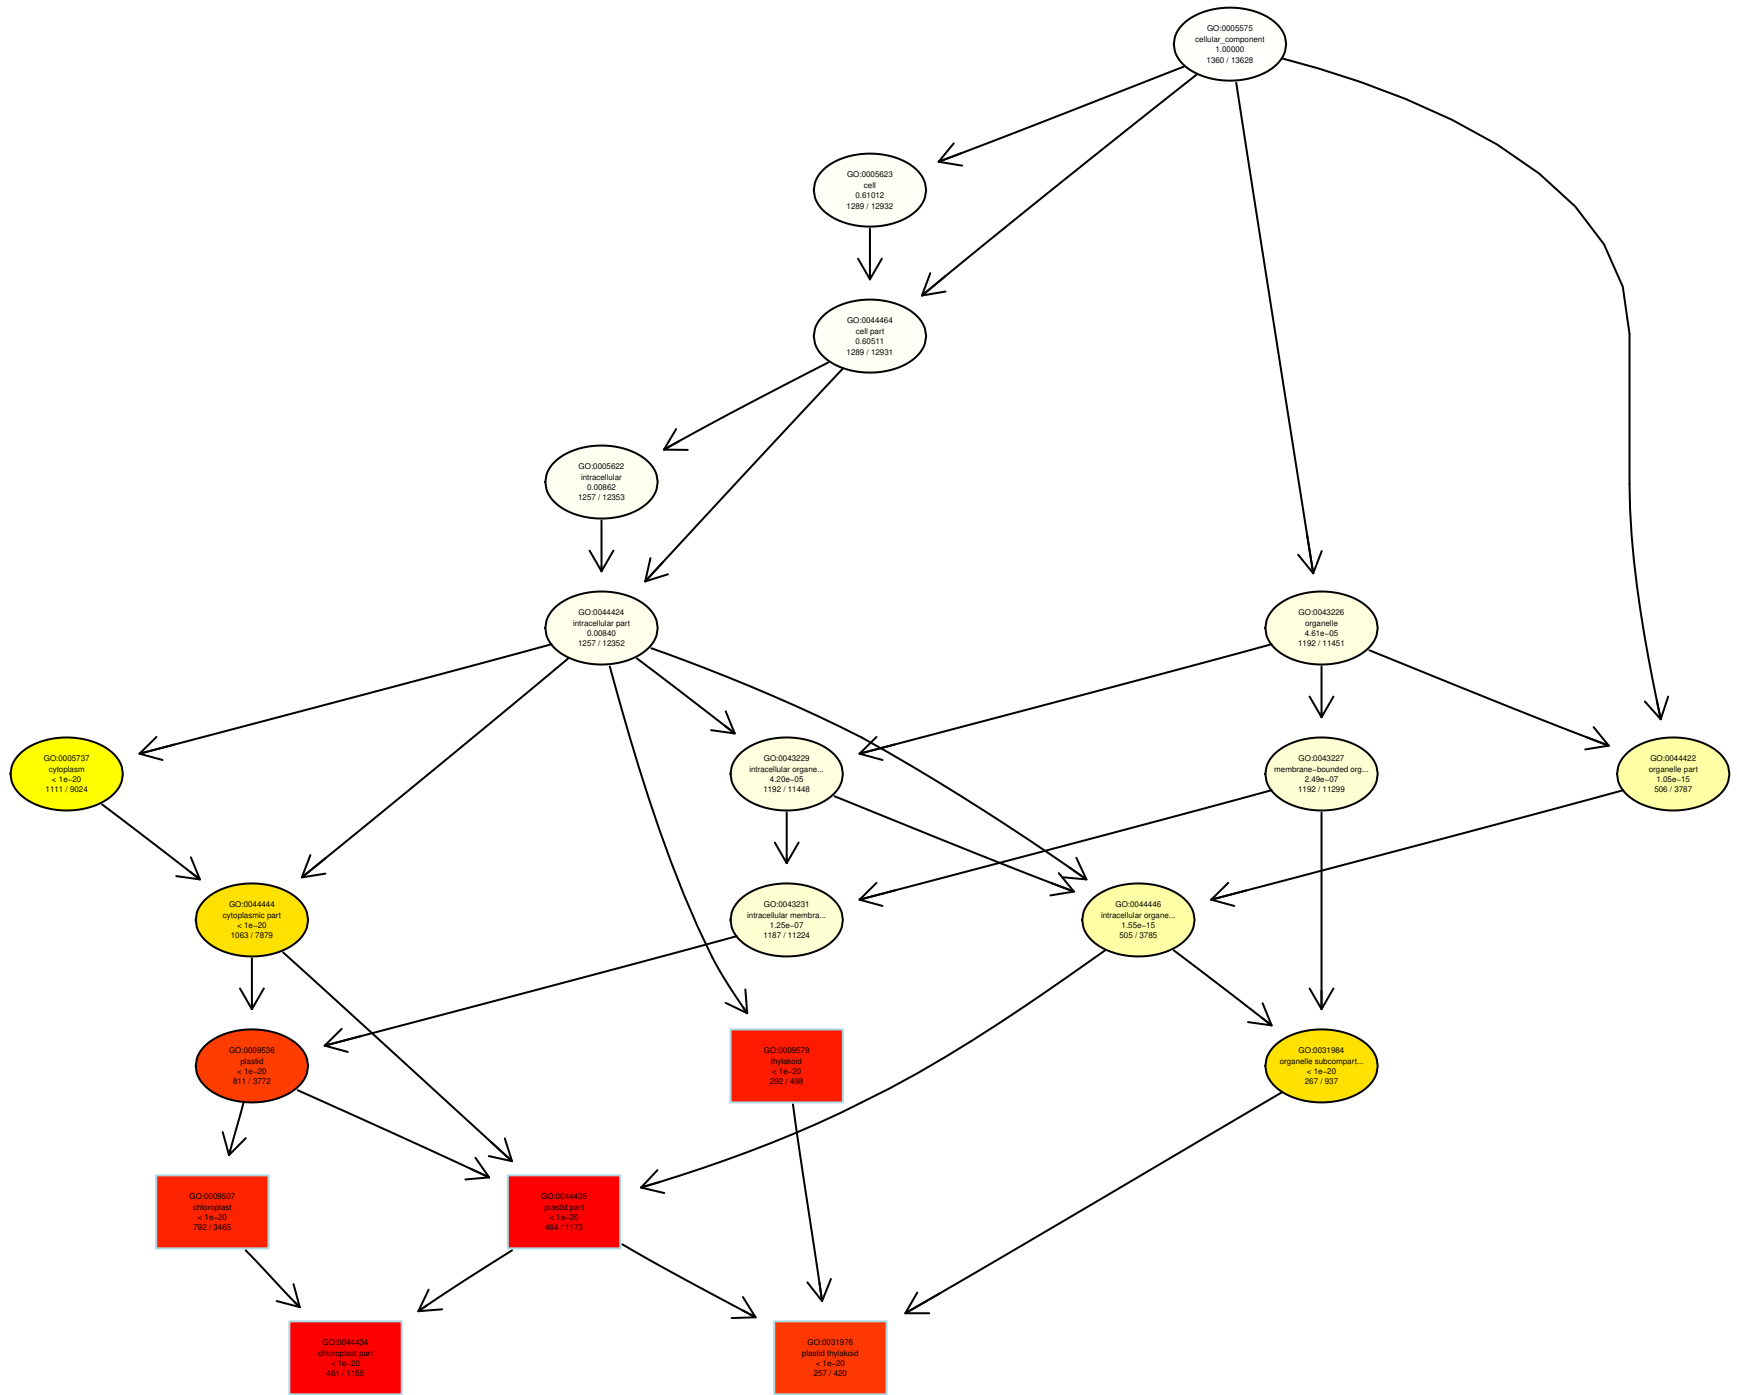 GO:0005575
cellular_component
1.00000
1360 / 13628
GO:0005623
cell
0.61012
1289 / 12932
GO:0044464
cell part
0.60511
1289 / 12931
GO:0005622
intracellular
0.00862
1257 / 12353
GO:0044424
intracellular part
0.00840
1257 / 12352
GO:0043226
organelle
4.61e−05
1192 / 11451
GO:0005737
cytoplasm
< 1e−20
1111 / 9024
GO:0043229
intracellular organe...
4.20e−05
1192 / 11448
GO:0043227
membrane−bounded org...
2.49e−07
1192 / 11299
GO:0044422
organelle part
1.05e−15
506 / 3787
GO:0044444
cytoplasmic part
< 1e−20
1063 / 7879
GO:0043231
intracellular membra...
1.25e−07
1187 / 11224
GO:0044446
intracellular organe...
1.55e−15
505 / 3785
GO:0009536
plastid
< 1e−20
811 / 3772
GO:0009579
thylakoid
< 1e−20
292 / 498
GO:0031984
organelle subcompart...
< 1e−20
267 / 937
GO:0009507
chloroplast
< 1e−20
792 / 3465
GO:0044435
plastid part
< 1e−20
464 / 1173
GO:0044434
chloroplast part
< 1e−20
461 / 1155
GO:0031976
plastid thylakoid
< 1e−20
257 / 420